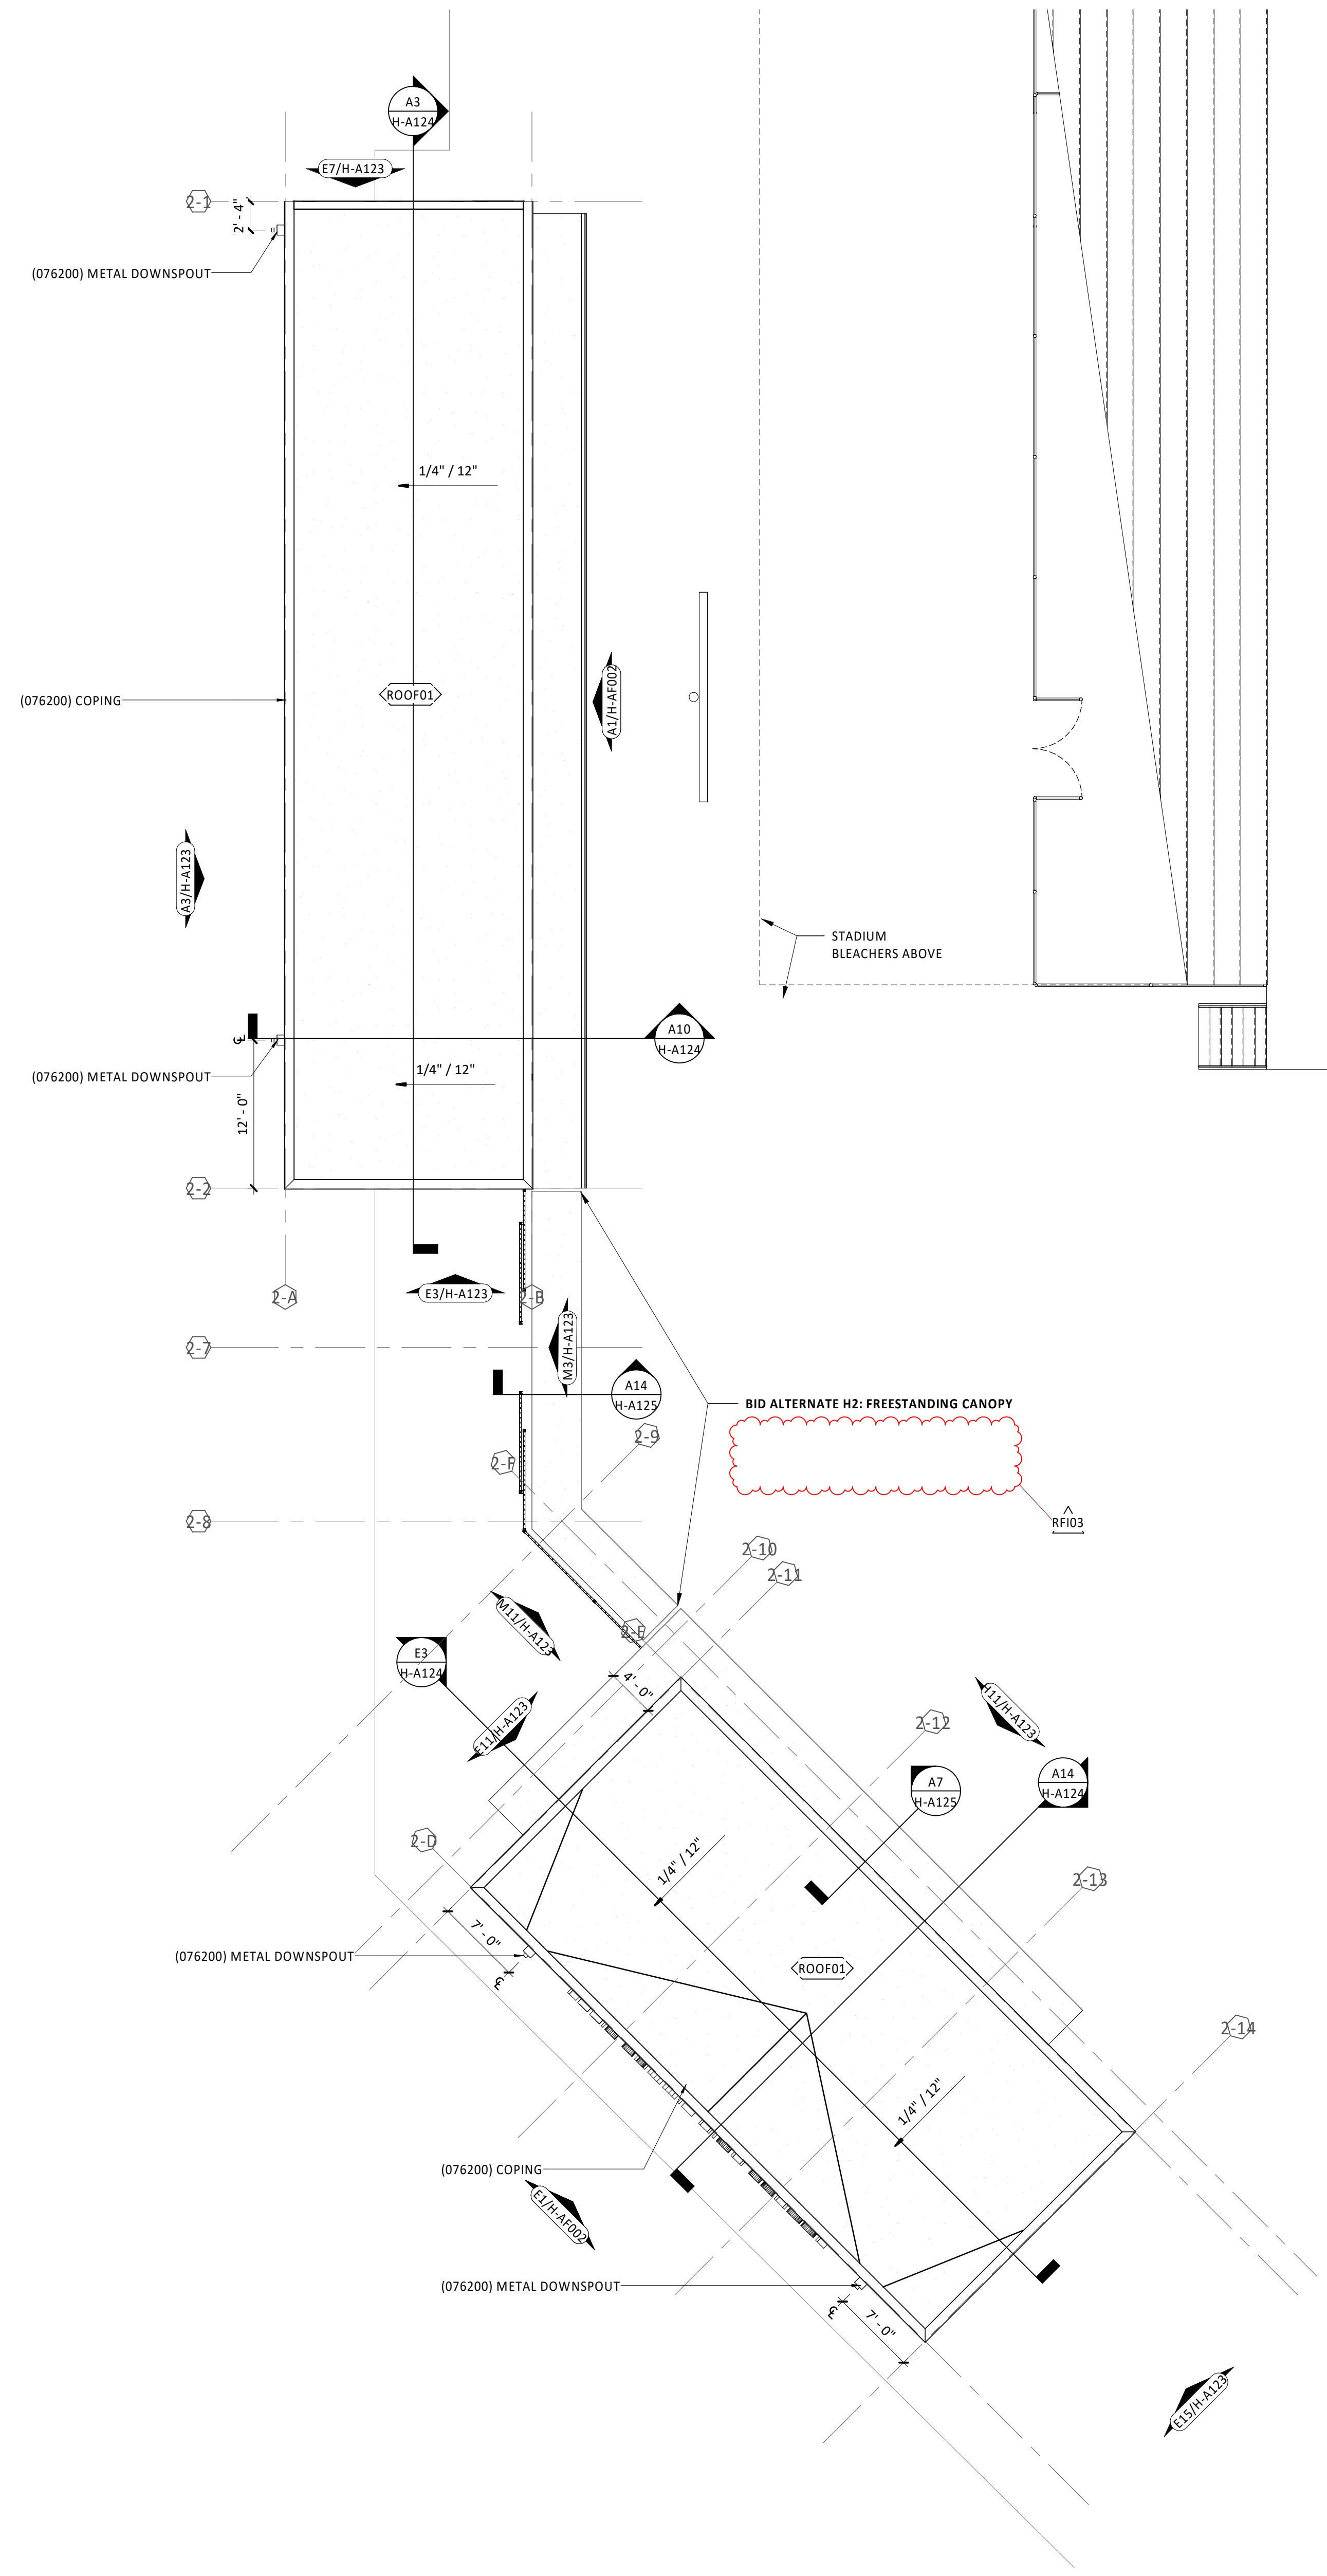 A3
H-A124
E7/H-A123
2-1
2' - 4"
(076200) METAL DOWNSPOUT
1/4" / 12"
ROOF01
(076200) COPING
A1/H-AF002
A3/H-A123
STADIUM
BLEACHERS ABOVE
A10
H-A124
℄
(076200) METAL DOWNSPOUT
1/4" / 12"
12' - 0"
2-2
2-A
E3/H-A123
2-B
2-7
M3/H-A123
A14
H-A125
BID ALTERNATE H2: FREESTANDING CANOPY
2-9
2-F
2-8
RFI03
2-10
2-11
M11/H-A123
2-E
E3
H-A124
4' - 0"
E11/H-A123
H11/H-A123
2-12
A7
H-A125
A14
H-A124
2-D
1/4" / 12"
2-13
7' - 0"
(076200) METAL DOWNSPOUT
℄
ROOF01
2-14
1/4" / 12"
(076200) COPING
E1/H-AF002
(076200) METAL DOWNSPOUT
℄
7' - 0"
E15/H-A123